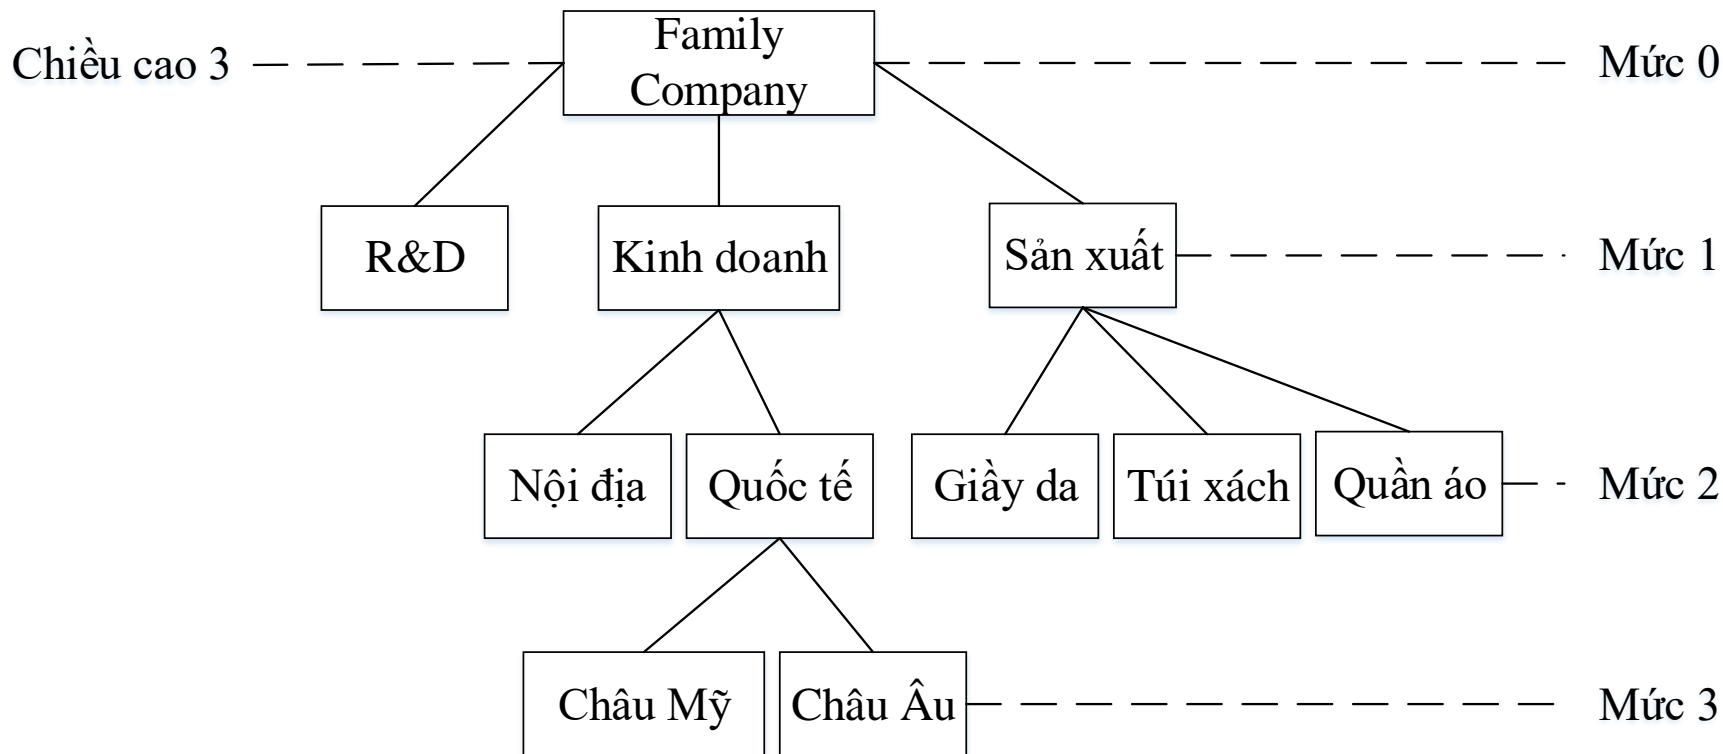 Family
Company
Chiều cao 3
Mức 0
R&D
Kinh doanh
Sản xuất
Mức 1
Nội địa
Quốc tế
Giầy da
Túi xách
Quần áo
Mức 2
Châu Mỹ
Châu Âu
Mức 3